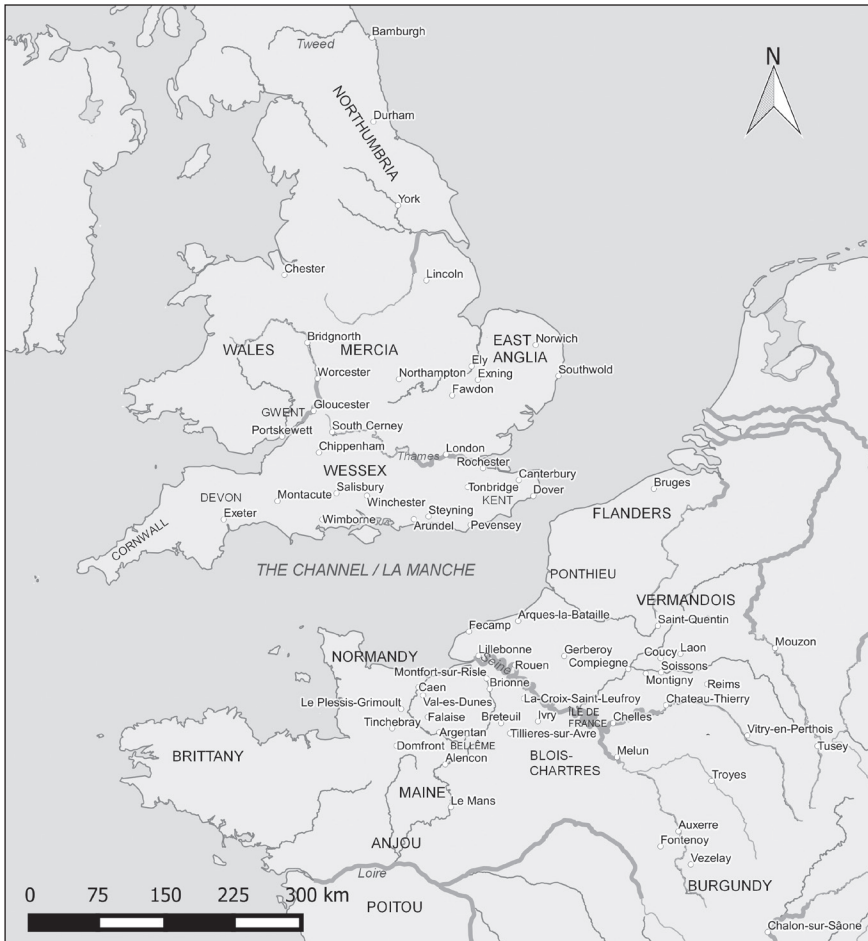 Tweed
Bamburgh
N
Durham
NORTHUMBRIA
York
Chester
Lincoln
Bridgnorth
WALES
MERCIA
EAST
ANGLIA
Norwich
Ely
Worcester
Northampton
Exning
Southwold
Fawdon
Gloucester
GWENT
Portskewett
South Cerney
Chippenham
Thames
London
Rochester
WESSEX
Canterbury
Salisbury
Tonbridge
KENT
Dover
Bruges
DEVON
Montacute
Winchester
Exeter
Wimborne
Steyning
Arundel
Pevensey
FLANDERS
CORNWALL
THE CHANNEL / LA MANCHE
PONTHIEU
VERMANDOIS
Arques-la-Bataille
Saint-Quentin
Fecamp
Mouzon
NORMANDY
Lillebonne
Seine
Rouen
Gerberoy
Compiegne
Coucy
Laon
Soissons
Montfort-sur-Risle
Montigny
Reims
Caen
Brionne
La-Croix-Saint-Leufroy
Chateau-Thierry
Le Plessis-Grimoult
Val-es-Dunes
Falaise
Breteuil
Ivry
ÎLE DE
FRANCE
Chelles
Tinchebray
Argentan
Tillieres-sur-Avre
Vitry-en-Perthois
Domfront
BELLÊME
Tusey
BRITTANY
Alencon
BLOIS-
CHARTRES
Melun
Troyes
MAINE
Le Mans
Auxerre
ANJOU
Fontenoy
Vezelay
Loire
BURGUNDY
POITOU
Chalon-sur-Sâone
0 75 150 225 300 km